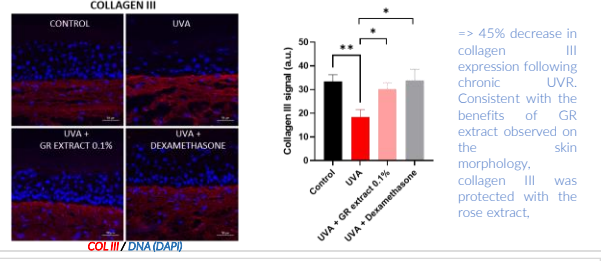 COLLAGEN III
CONTROL
UVA
UVA +
GR EXTRACT 0.1%
UVA +
DEXAMETHASONE
COL III / DNA (DAPI)
Collagen III signal (a.u.)
50
40
30
20
10
0
**
*
*
Control
UVA
UVA + GR extract 0.1%
UVA + Dexamethasone
=> 45% decrease in
collagen III
expression following
chronic UVR.
Consistent with the
benefits of GR
extract observed on
the skin
morphology,
collagen III was
protected with the
rose extract,